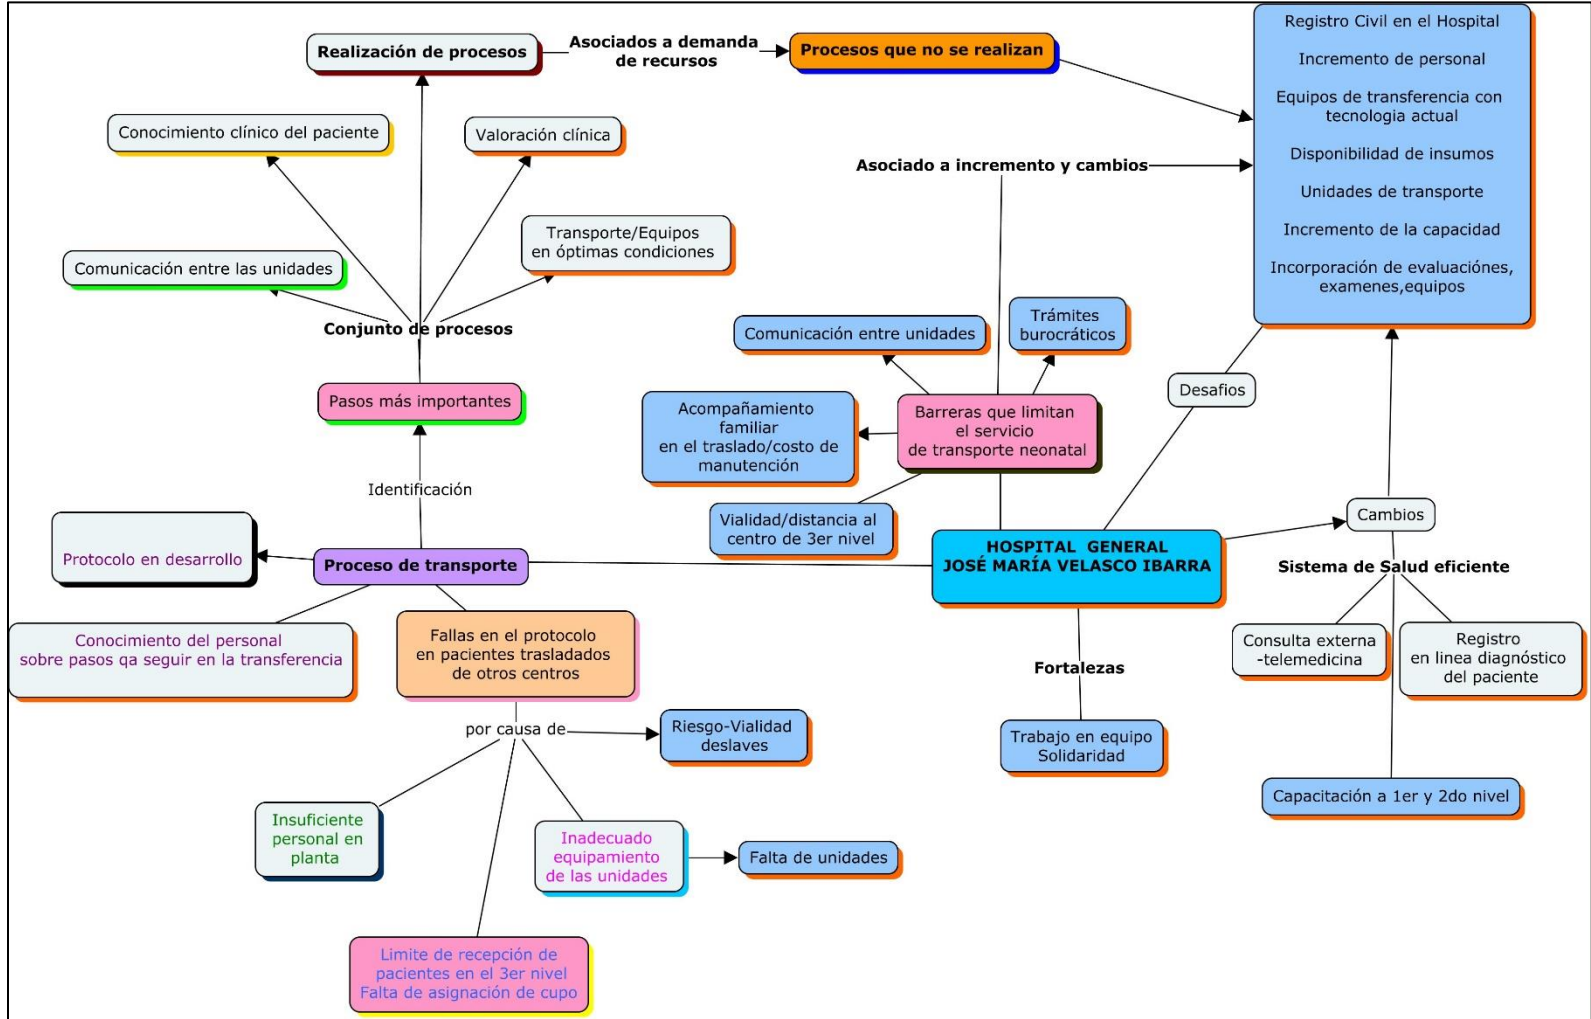 Realización de procesos
Asociados a demanda
de recursos
Procesos que no se realizan
Registro Civil en el Hospital
Incremento de personal
Equipos de transferencia con
tecnologia actual
Disponibilidad de insumos
Unidades de transporte
Incremento de la capacidad
Incorporación de evaluaciónes,
examenes,equipos
Conocimiento clínico del paciente
Valoración clínica
Asociado a incremento y cambios
Comunicación entre las unidades
Transporte/Equipos
en óptimas condiciones
Conjunto de procesos
Comunicación entre unidades
Trámites
burocráticos
Pasos más importantes
Desafios
Acompañamiento
familiar
en el traslado/costo de
manutención
Barreras que limitan
el servicio
de transporte neonatal
Identificación
Vialidad/distancia al
centro de 3er nivel
Cambios
Protocolo en desarrollo
Proceso de transporte
HOSPITAL GENERAL
JOSÉ MARÍA VELASCO IBARRA
Sistema de Salud eficiente
Conocimiento del personal
sobre pasos qa seguir en la transferencia
Fallas en el protocolo
en pacientes trasladados
de otros centros
Fortalezas
Consulta externa
-telemedicina
Registro
en linea diagnóstico
del paciente
por causa de
Riesgo-Vialidad
deslaves
Trabajo en equipo
Solidaridad
Capacitación a 1er y 2do nivel
Insuficiente
personal en
planta
Inadecuado
equipamiento
de las unidades
Falta de unidades
Limite de recepción de
pacientes en el 3er nivel
Falta de asignación de cupo